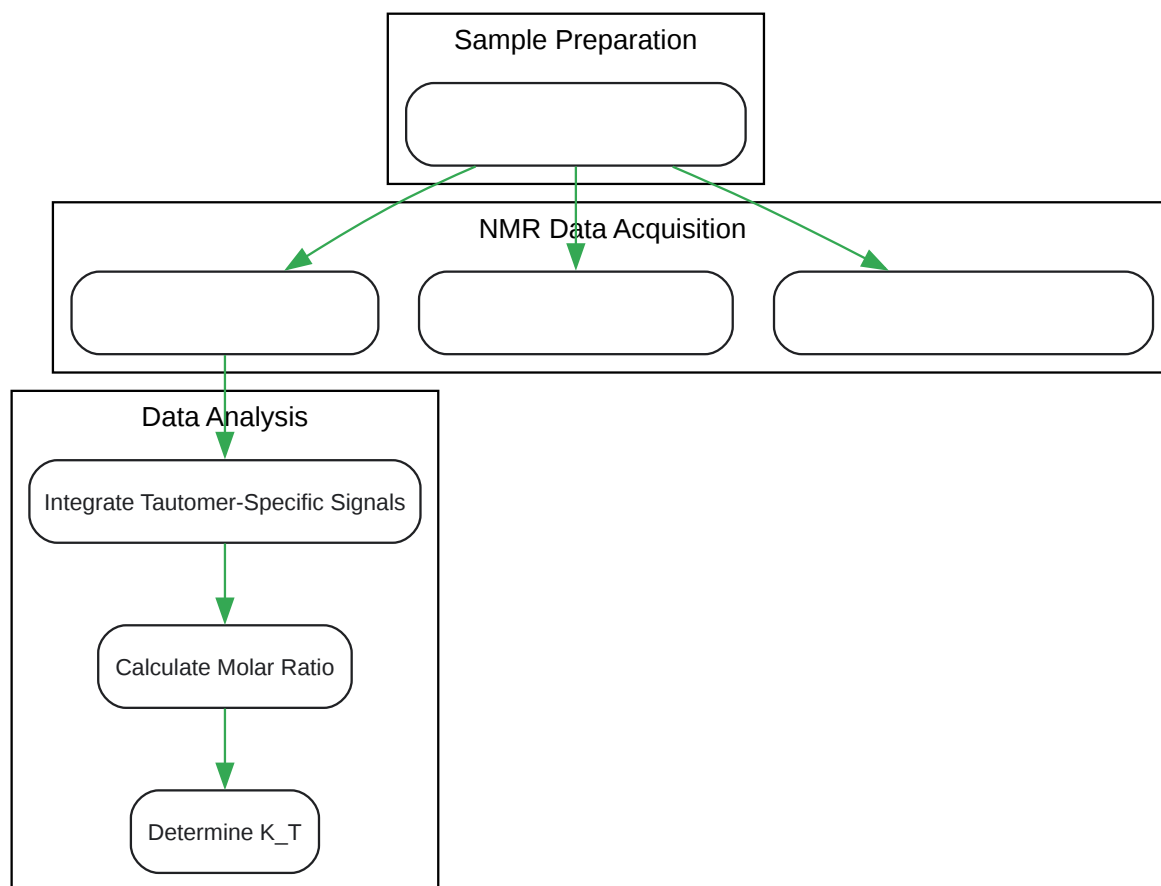 Sample Preparation
NMR Data Acquisition
Data Analysis
Integrate Tautomer-Specific Signals
Calculate Molar Ratio
Determine K_T